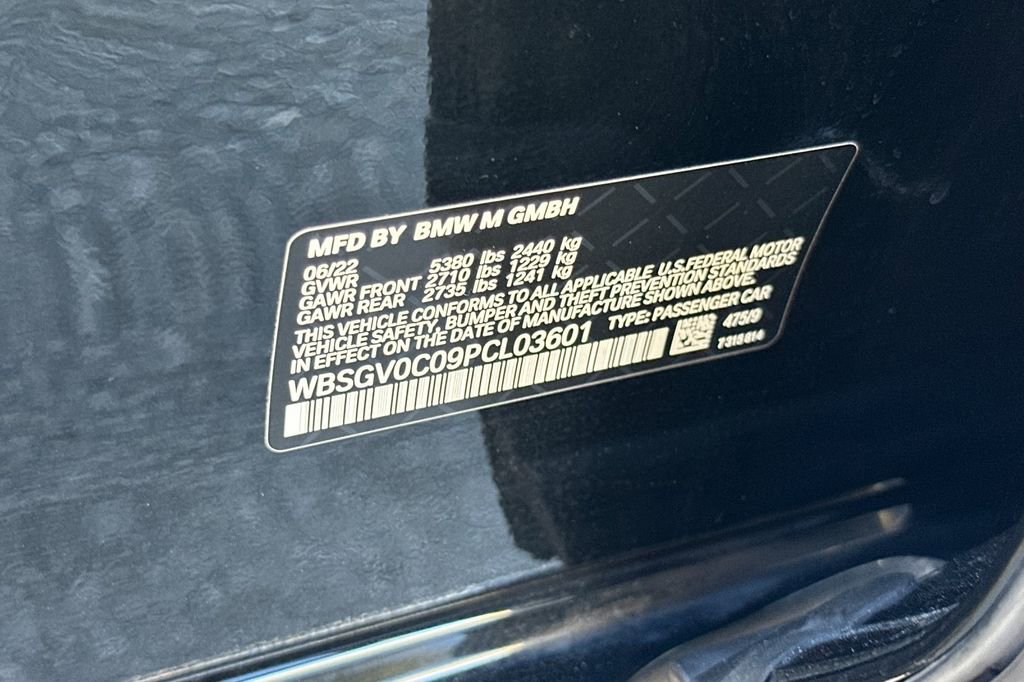 MFD BY BMW M GMBH
06/22
GVWR 5380 lbs 2440 kg
GAWR FRONT 2710 lbs 1229 kg
GAWR REAR 2735 lbs 1241 kg
THIS VEHICLE CONFORMS TO ALL APPLICABLE U.S.FEDERAL MOTOR
VEHICLE SAFETY, BUMPER AND THEFT PREVENTION STANDARDS
IN EFFECT ON THE DATE OF MANUFACTURE SHOWN ABOVE.
WBSGV0C09PCL03601 TYPE: PASSENGER CAR
475/9
7315614